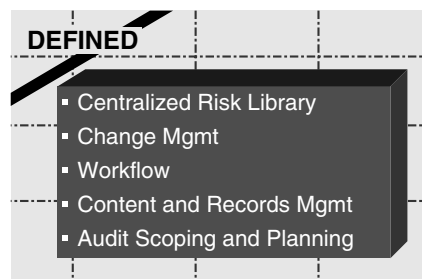 DEFINED
▪ Centralized Risk Library
▪ Change Mgmt
▪ Workflow
▪ Content and Records Mgmt
▪ Audit Scoping and Planning